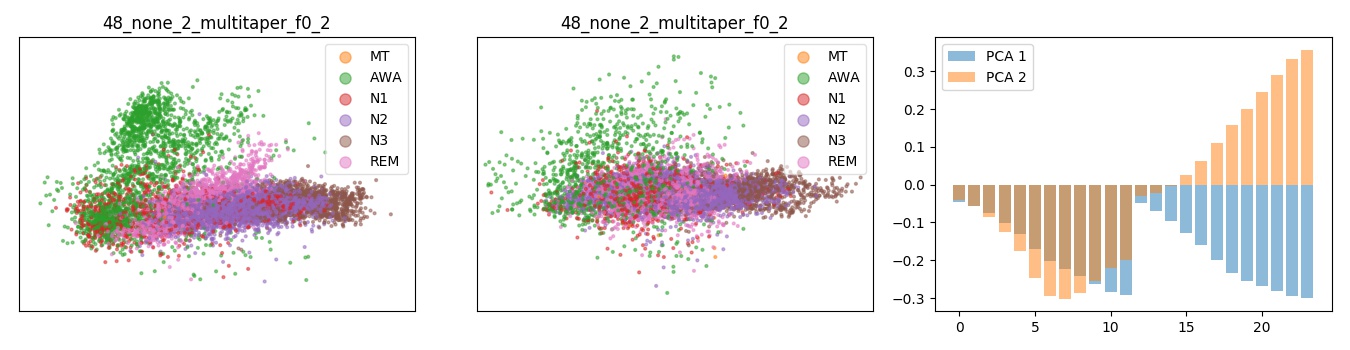 48_none_2_multitaper_f0_2
MT
AWA
N1
N2
N3
REM
48_none_2_multitaper_f0_2
MT
AWA
N1
N2
N3
REM
PCA 1
PCA 2
0.3
0.2
0.1
0.0
−0.1
−0.2
−0.3
0
5
10
15
20